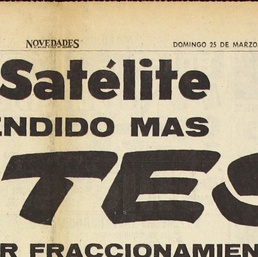 NOVEDADES
DOMINGO 25 DE MARZO
Satélite
ENDIDO MAS
TES
R FRACCIONAMIEN